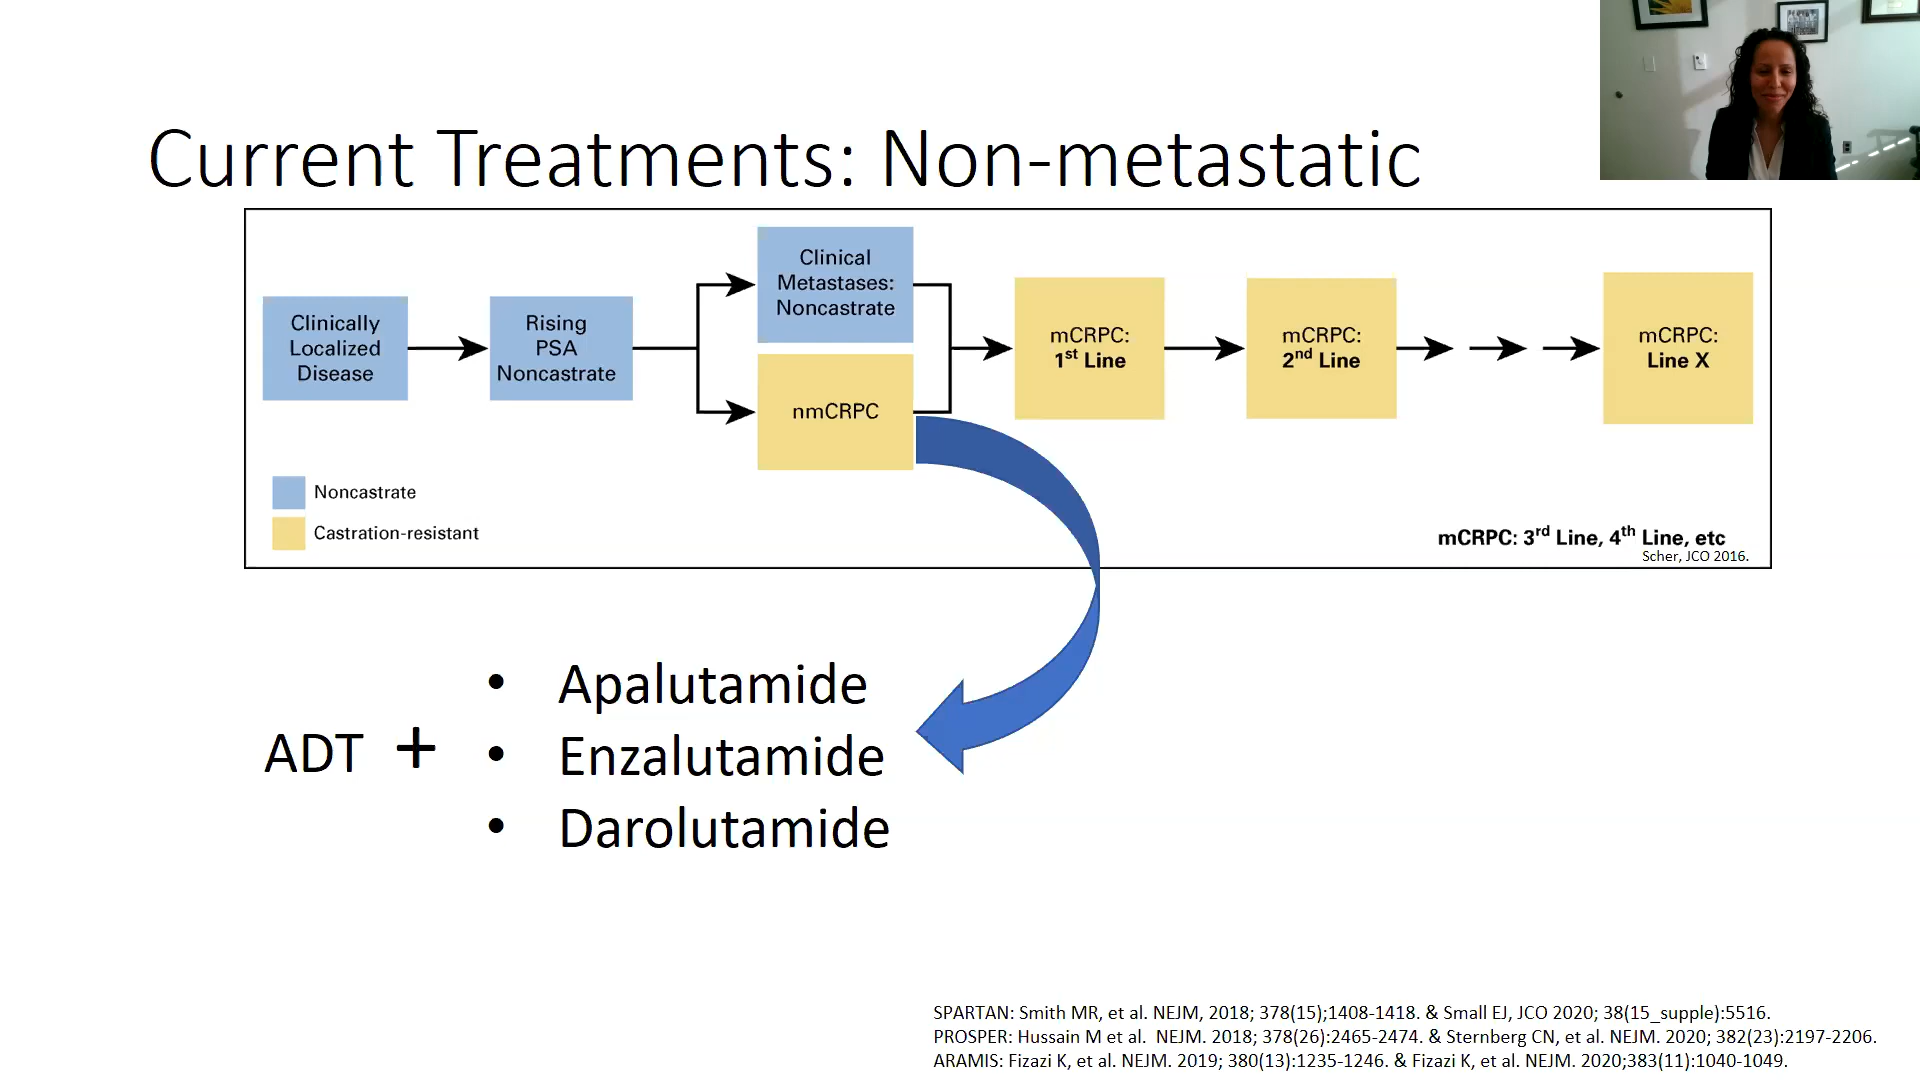 Current Treatments: Non-metastatic
Clinically
Localized
Disease
Rising
PSA
Noncastrate
Clinical
Metastases:
Noncastrate
nmCRPC
mCRPC:
1st Line
mCRPC:
2nd Line
mCRPC:
Line X
Noncastrate
Castration-resistant
mCRPC: 3rd Line, 4th Line, etc
Scher, JCO 2016.
ADT +
• Apalutamide
• Enzalutamide
• Darolutamide
SPARTAN: Smith MR, et al. NEJM, 2018; 378(15);1408-1418. & Small EJ, JCO 2020; 38(15_supple):5516.
PROSPER: Hussain M et al.  NEJM. 2018; 378(26):2465-2474. & Sternberg CN, et al. NEJM. 2020; 382(23):2197-2206.
ARAMIS: Fizazi K, et al. NEJM. 2019; 380(13):1235-1246. & Fizazi K, et al. NEJM. 2020;383(11):1040-1049.